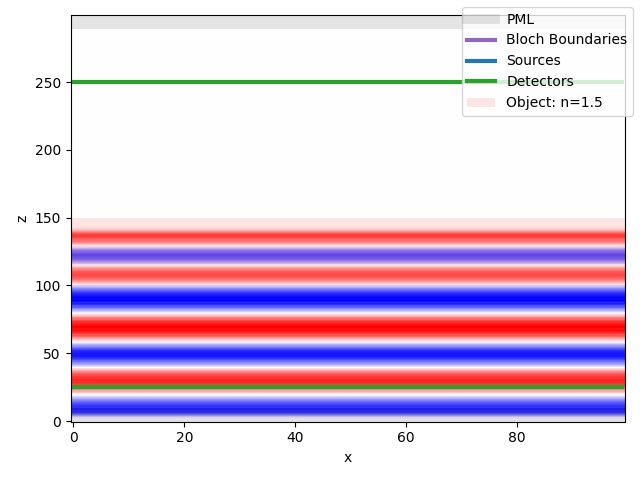 PML
Bloch Boundaries
Sources
Detectors
Object: n=1.5
250
200
150
100
50
0
z
0 20 40 60 80
x